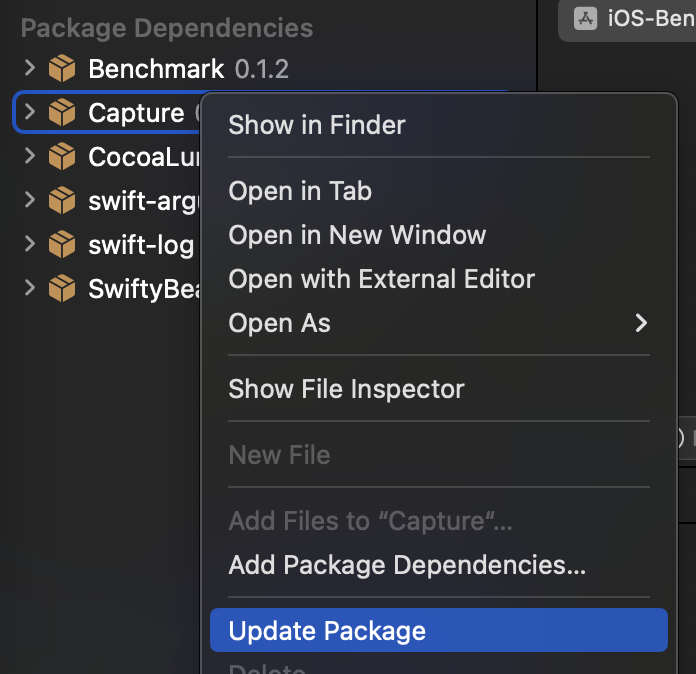 Package Dependencies
iOS-Ben
Benchmark 0.1.2
Capture
CocoaLu
swift-arg
swift-log
SwiftyBea
Show in Finder
Open in Tab
Open in New Window
Open with External Editor
Open As
Show File Inspector
New File
Add Files to “Capture“...
Add Package Dependencies...
Update Package
Delete